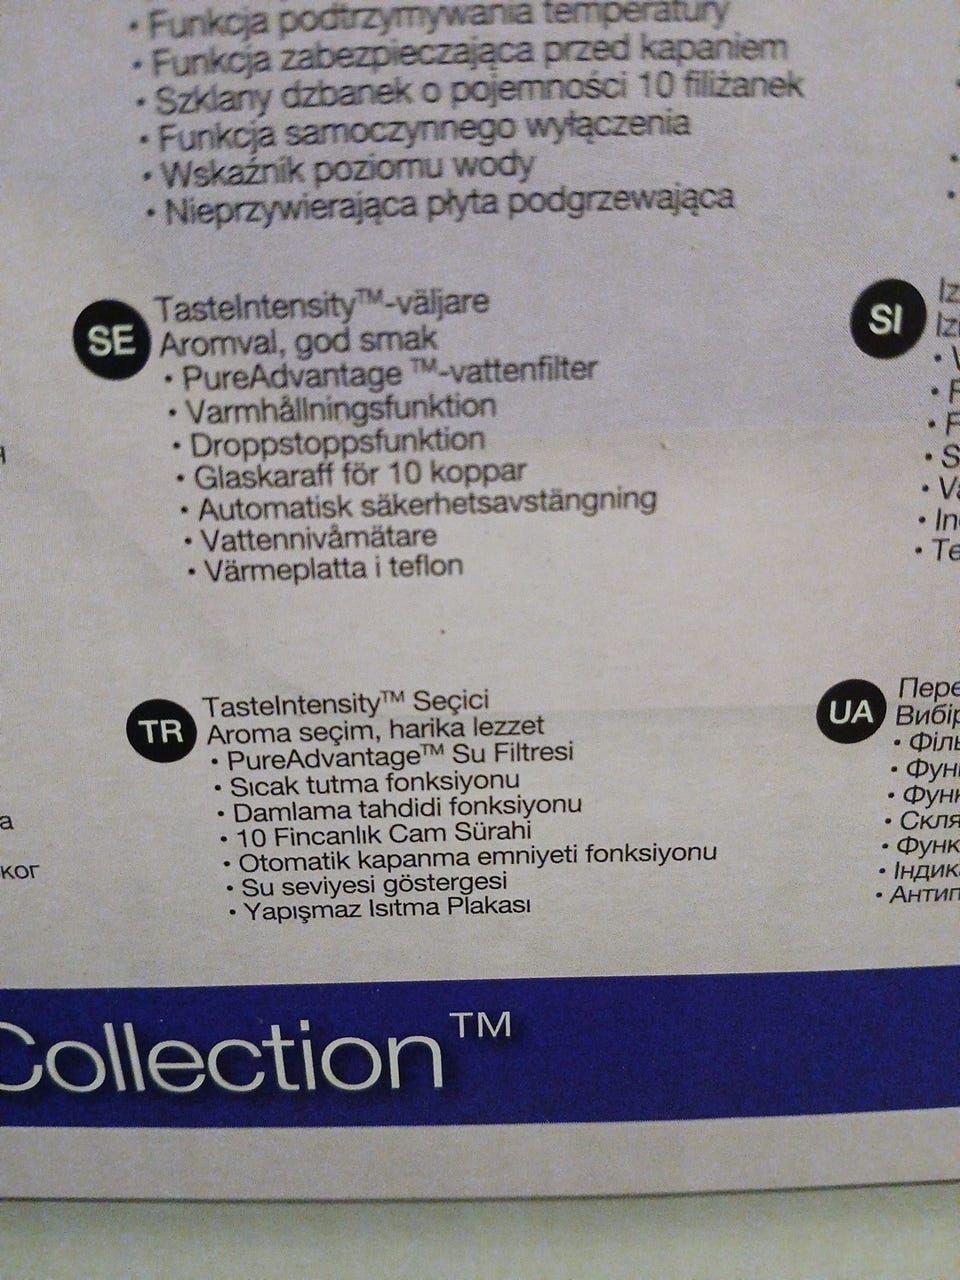 • Funkcja podtrzymywania temperatury
• Funkcja zabezpieczająca przed kapaniem
• Szklany dzbanek o pojemności 10 filiżanek
• Funkcja samoczynnego wyłączenia
• Wskaźnik poziomu wody
• Nieprzywierająca płyta podgrzewająca
SE
TasteIntensity™-väljare
Aromval, god smak
• PureAdvantage ™-vattenfilter
• Varmhållningsfunktion
• Droppstoppsfunktion
• Glaskaraff för 10 koppar
• Automatisk säkerhetsavstängning
• Vattennivåmätare
• Värmeplatta i teflon
SI
TR
TasteIntensity™ Seçici
Aroma seçim, harika lezzet
• PureAdvantage™ Su Filtresi
• Sıcak tutma fonksiyonu
• Damlama tahdidi fonksiyonu
• 10 Fincanlık Cam Sürahi
• Otomatik kapanma emniyeti fonksiyonu
• Su seviyesi göstergesi
• Yapışmaz Isıtma Plakası
UA
Collection™